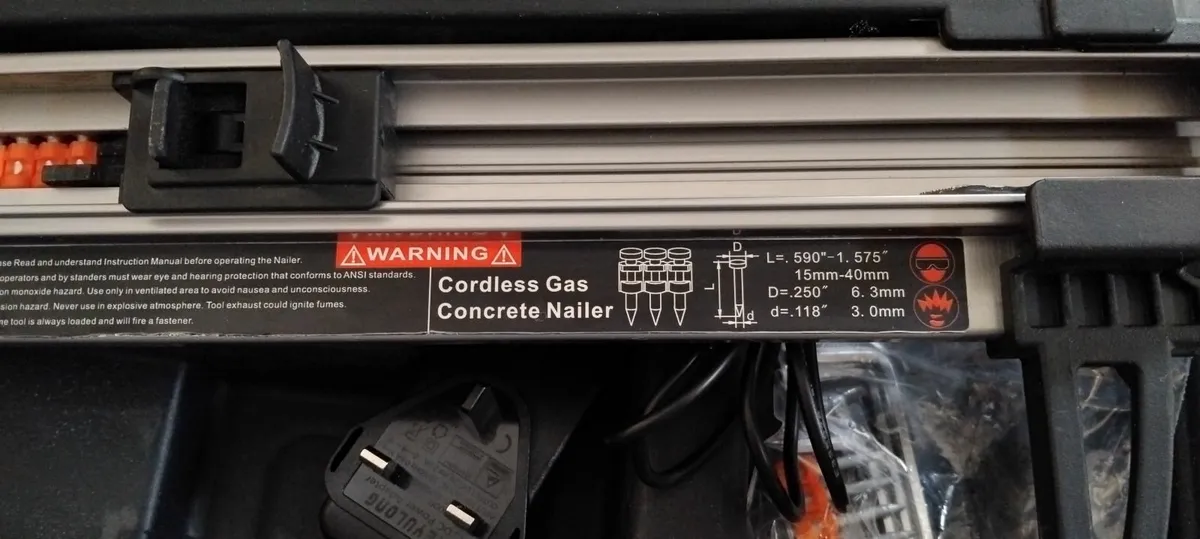 WARNING
se Read and understand Instruction Manual before operating the Nailer.
operators and by standers must wear eye and hearing protection that conforms to ANSI standards.
on monoxide hazard. Use only in ventilated area to avoid nausea and unconsciousness.
sion hazard. Never use in explosive atmosphere. Tool exhaust could ignite fumes.
me tool is always loaded and will fire a fastener.
Cordless Gas
Concrete Nailer
D
L
d
L=.590"-1.575"
15mm-40mm
D=.250" 6.3mm
d=.118" 3.0mm
YULONG